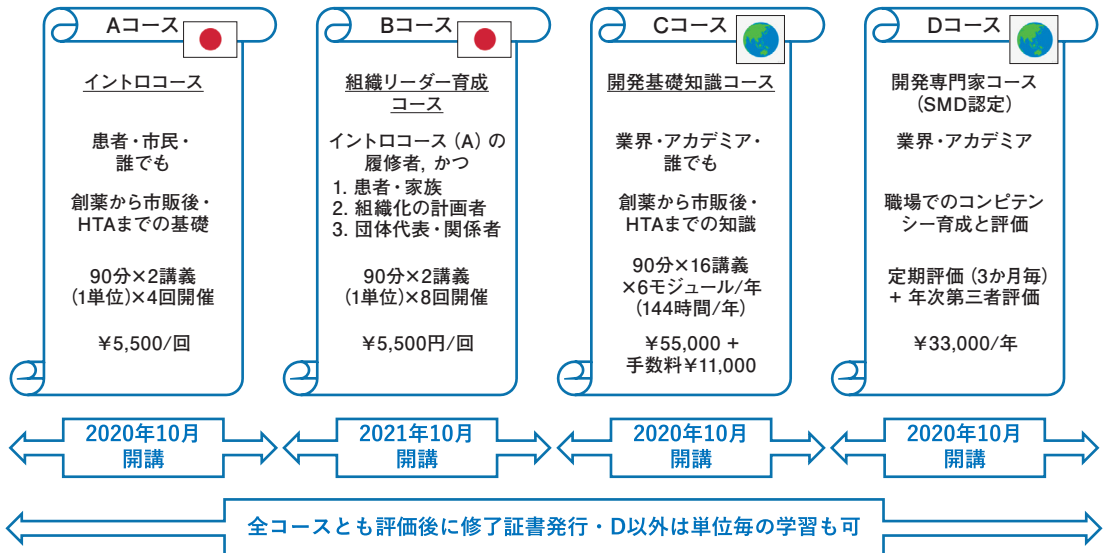 Aコース
イントロコース
患者・市民・
誰でも
創薬から市販後・
HTAまでの基礎
90分×2講義
(1単位)×4回開催
￥5,500/回
2020年10月
開講
Bコース
組織リーダー育成
コース
イントロコース (A) の
履修者, かつ
1. 患者・家族
2. 組織化の計画者
3. 団体代表・関係者
90分×2講義
(1単位)×8回開催
￥5,500円/回
2021年10月
開講
Cコース
開発基礎知識コース
業界・アカデミア・
誰でも
創薬から市販後・
HTAまでの知識
90分×16講義
×6モジュール/年
(144時間/年)
￥55,000 +
手数料￥11,000
2020年10月
開講
Dコース
開発専門家コース
(SMD認定)
業界・アカデミア
職場でのコンピテン
シー育成と評価
定期評価 (3か月毎)
+ 年次第三者評価
￥33,000/年
2020年10月
開講
全コースとも評価後に修了証書発行・D以外は単位毎の学習も可